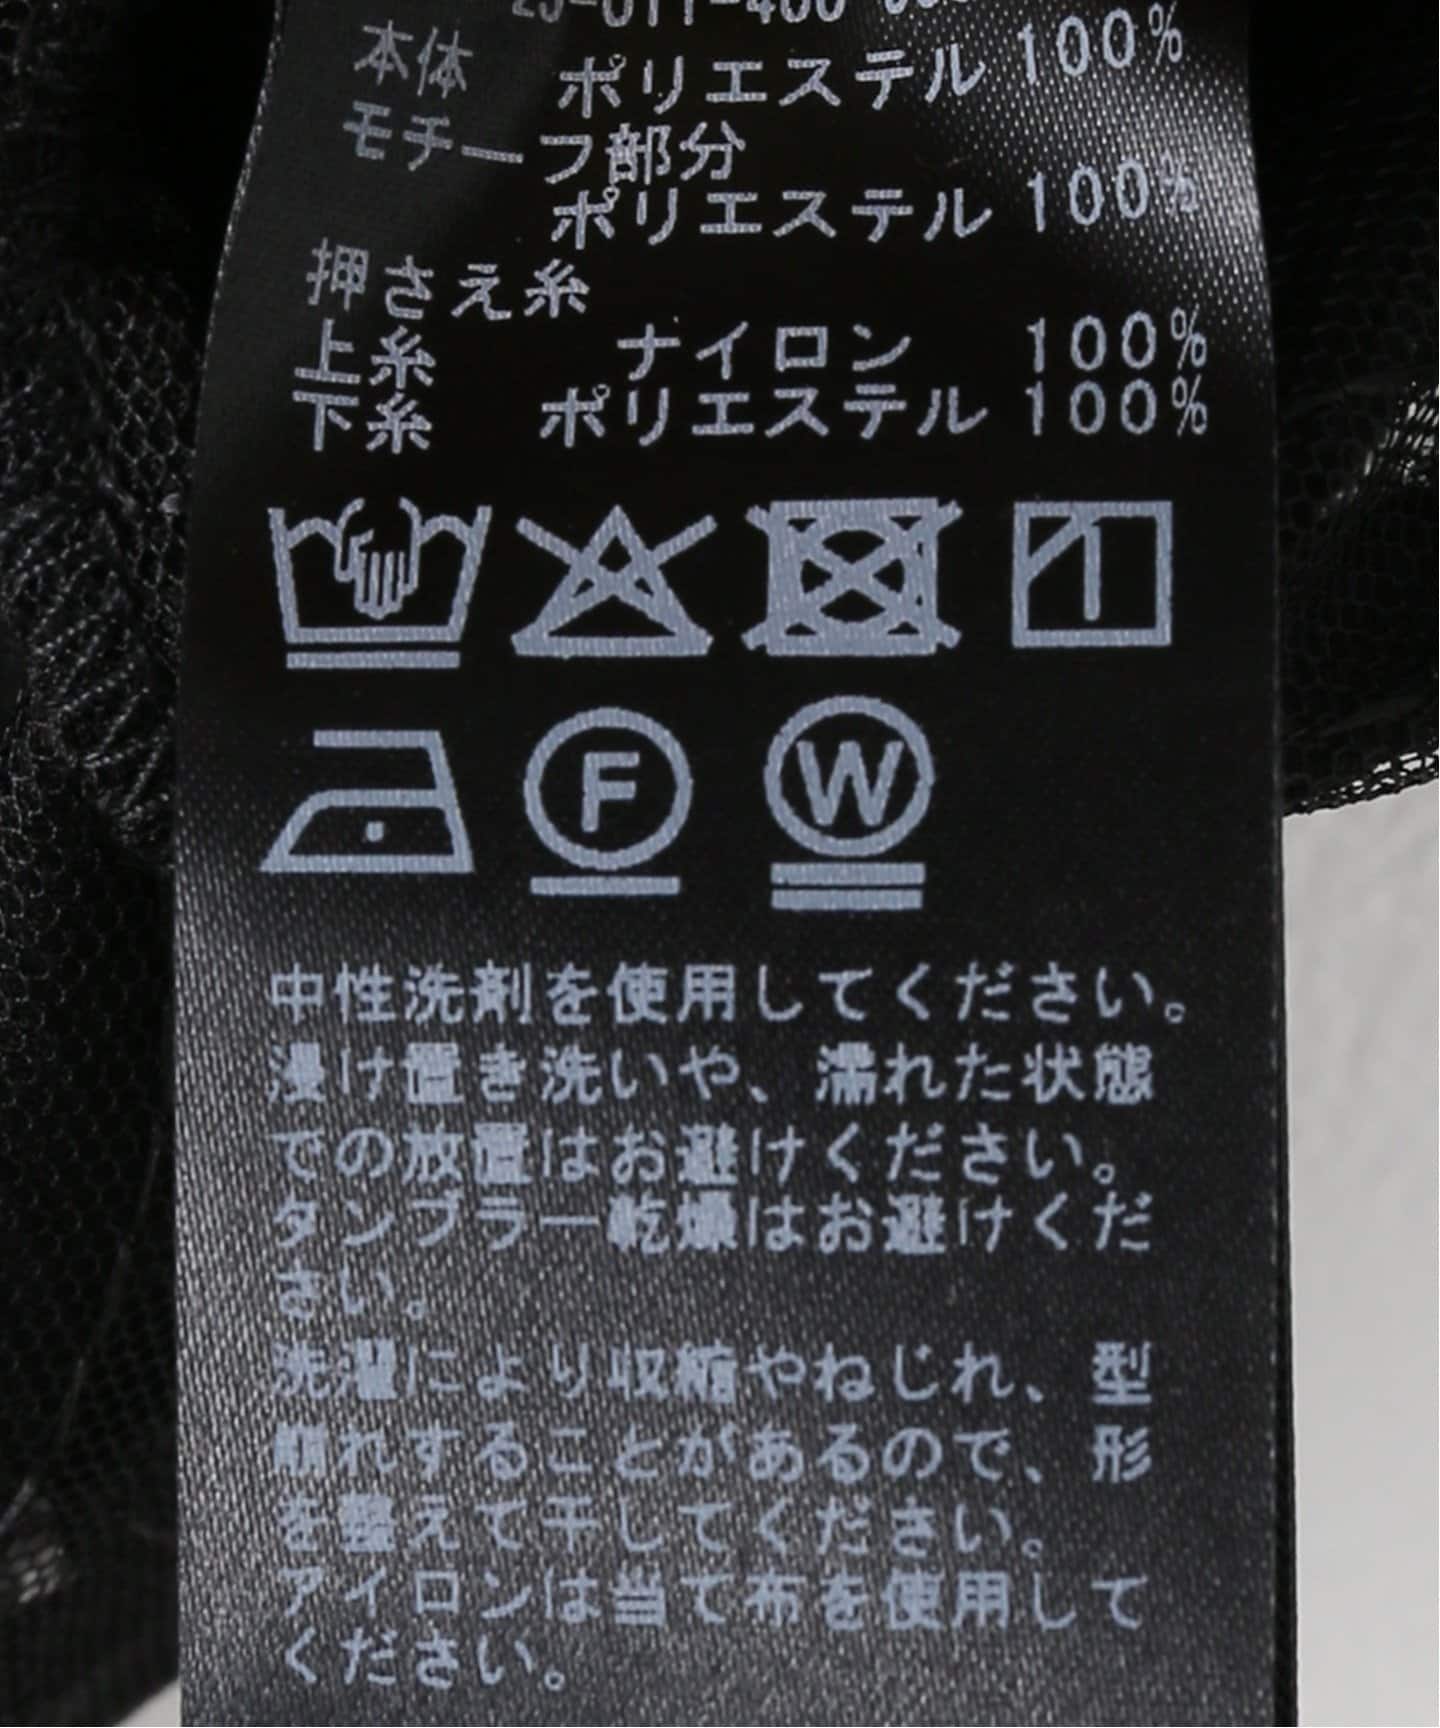 本体 ポリエステル 100%
モチーフ部分
ポリエステル 100%
押さえ糸
上糸 ナイロン 100%
下糸 ポリエステル 100%
F W
中性洗剤を使用してください。
浸け置き洗いや、濡れた状態
での放置はお避けください。
タンブラー乾燥はお避けくだ
さい。
洗濯により収縮やねじれ、型
崩れすることがあるので、形
を整えて干してください。
アイロンは当て布を使用して
ください。